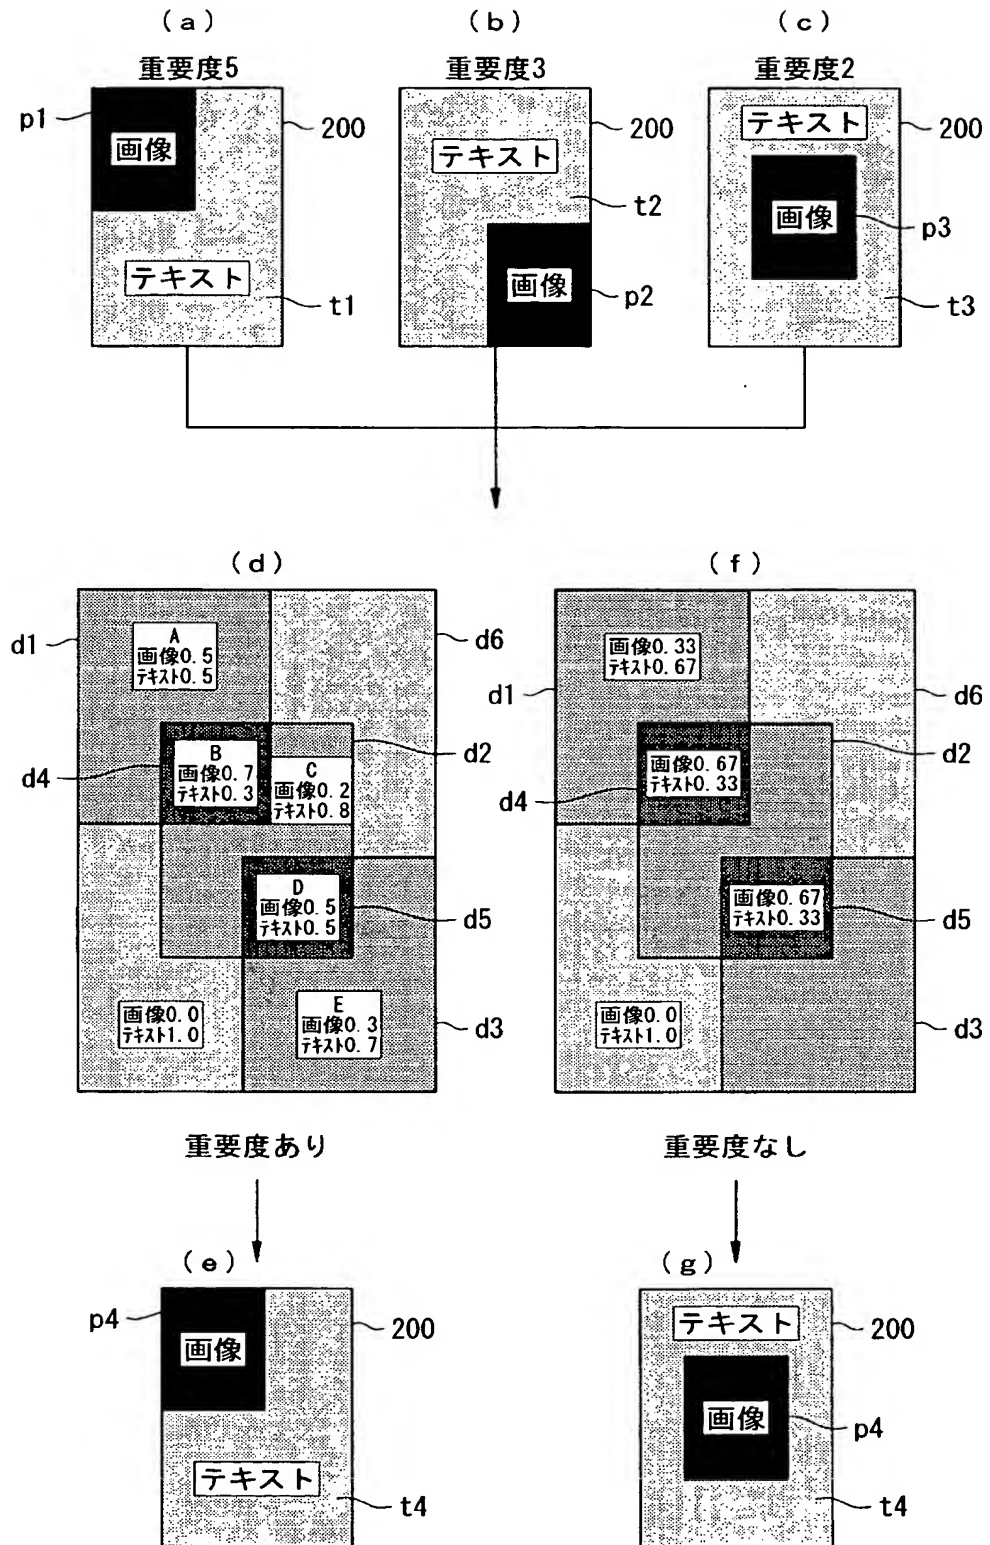 (a)
(b)
(c)
重要度5
重要度3
重要度2
p1
画像
200
テキスト
t1
テキスト
200
t2
画像
p2
テキスト
200
画像
p3
t3
(d)
(f)
d1
A
画像0.5
テキスト0.5
d6
d4
B
画像0.7
テキスト0.3
C
画像0.2
テキスト0.8
d2
D
画像0.5
テキスト0.5
d5
画像0.0
テキスト1.0
E
画像0.3
テキスト0.7
d3
画像0.33
テキスト0.67
d1
d6
d2
d4
画像0.67
テキスト0.33
画像0.67
テキスト0.33
d5
画像0.0
テキスト1.0
d3
重要度あり
重要度なし
(e)
(g)
p4
画像
200
テキスト
t4
テキスト
200
画像
p4
t4